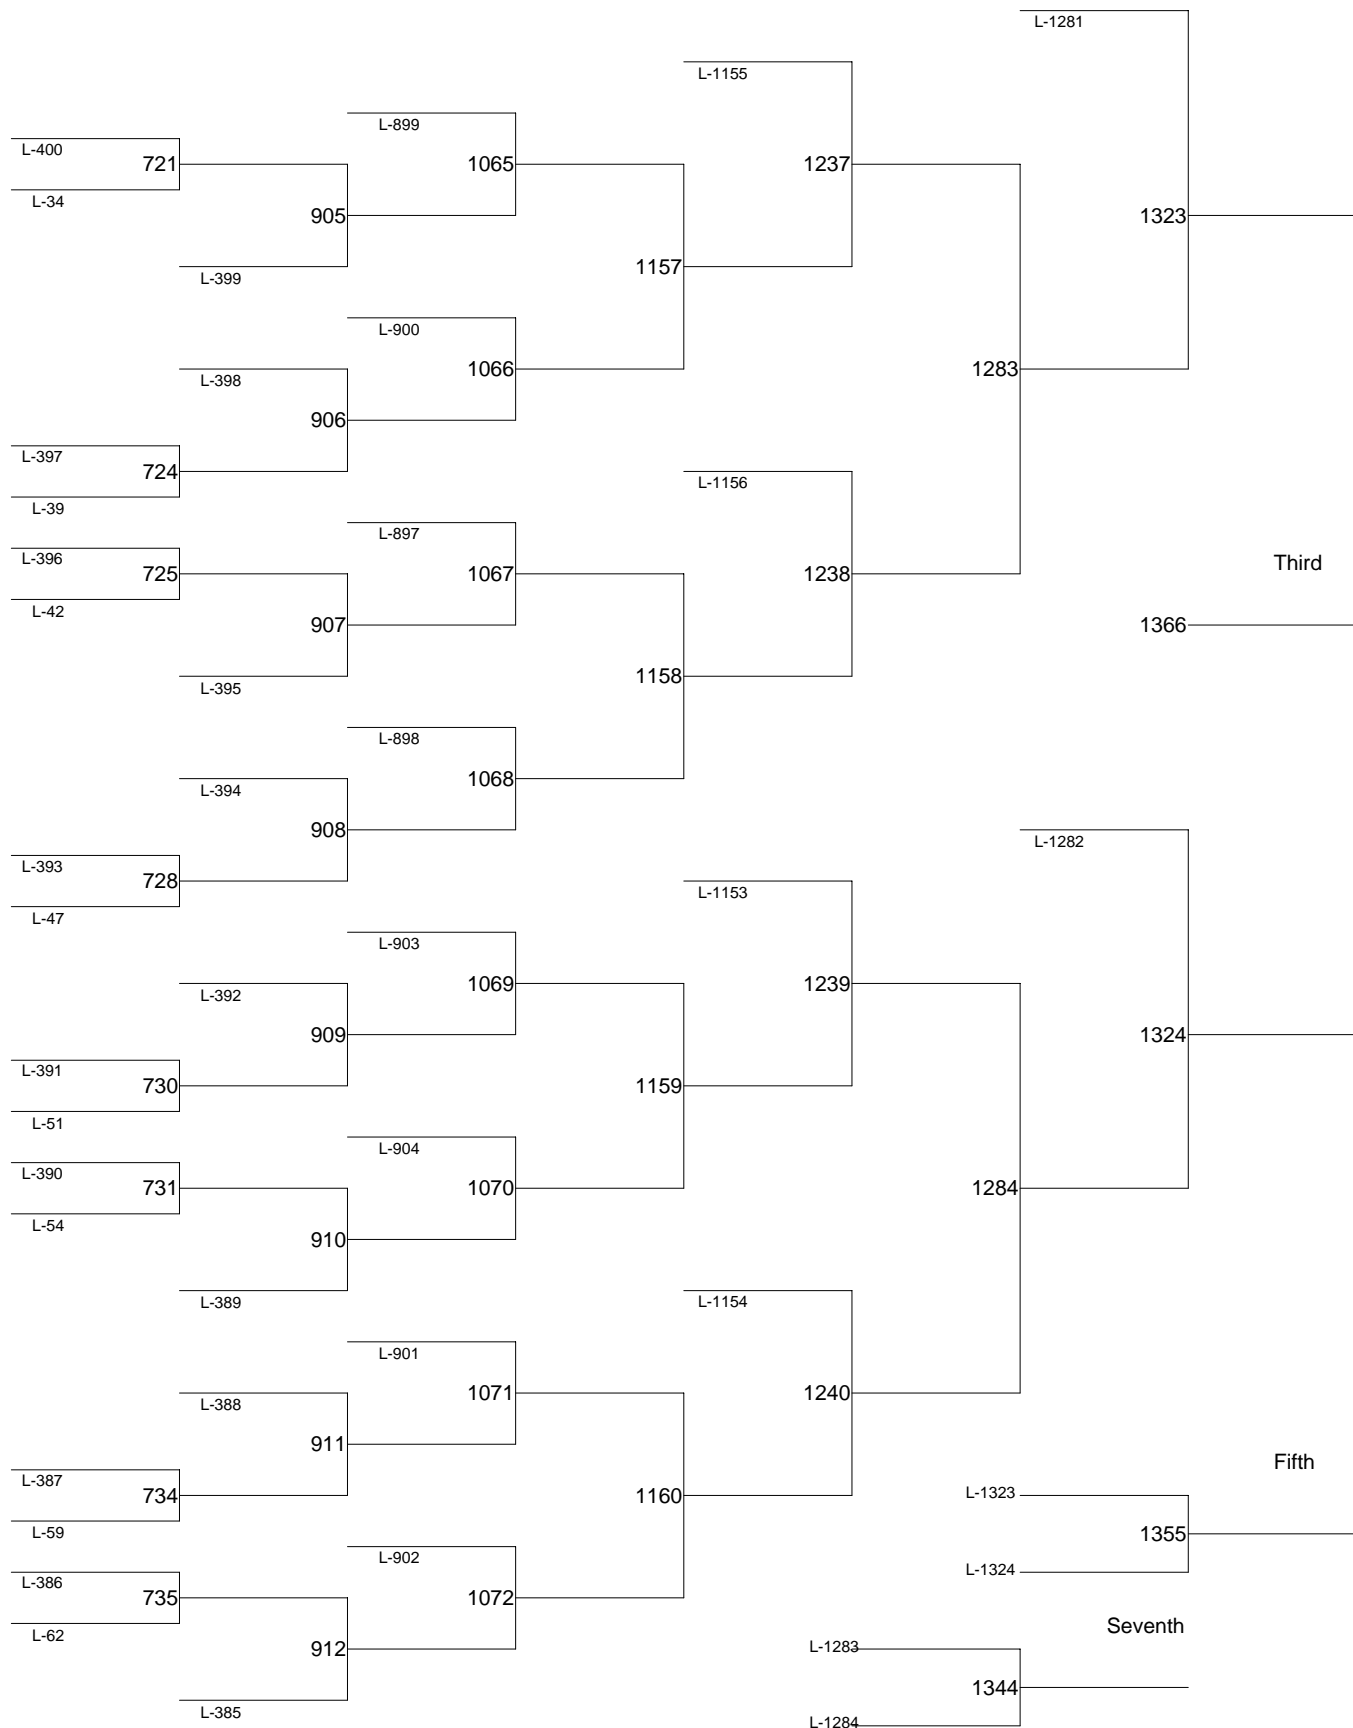 L-1281
L-1155
L-899
L-400
721
1065
1237
L-34
905
1323
1157
L-399
L-900
1066
1283
L-398
906
L-397
724
L-1156
L-39
L-897
L-396
Third
725
1067
1238
L-42
907
1366
1158
L-395
L-898
1068
L-394
908
L-1282
L-393
728
L-1153
L-47
L-903
1069
1239
L-392
909
1324
L-391
730
1159
L-51
L-904
L-390
731
1070
1284
L-54
910
L-389
L-1154
L-901
1071
1240
L-388
911
Fifth
L-387
734
1160
L-1323
L-59
1355
L-902
L-1324
L-386
735
1072
Seventh
L-62
912
L-1283
1344
L-385
L-1284